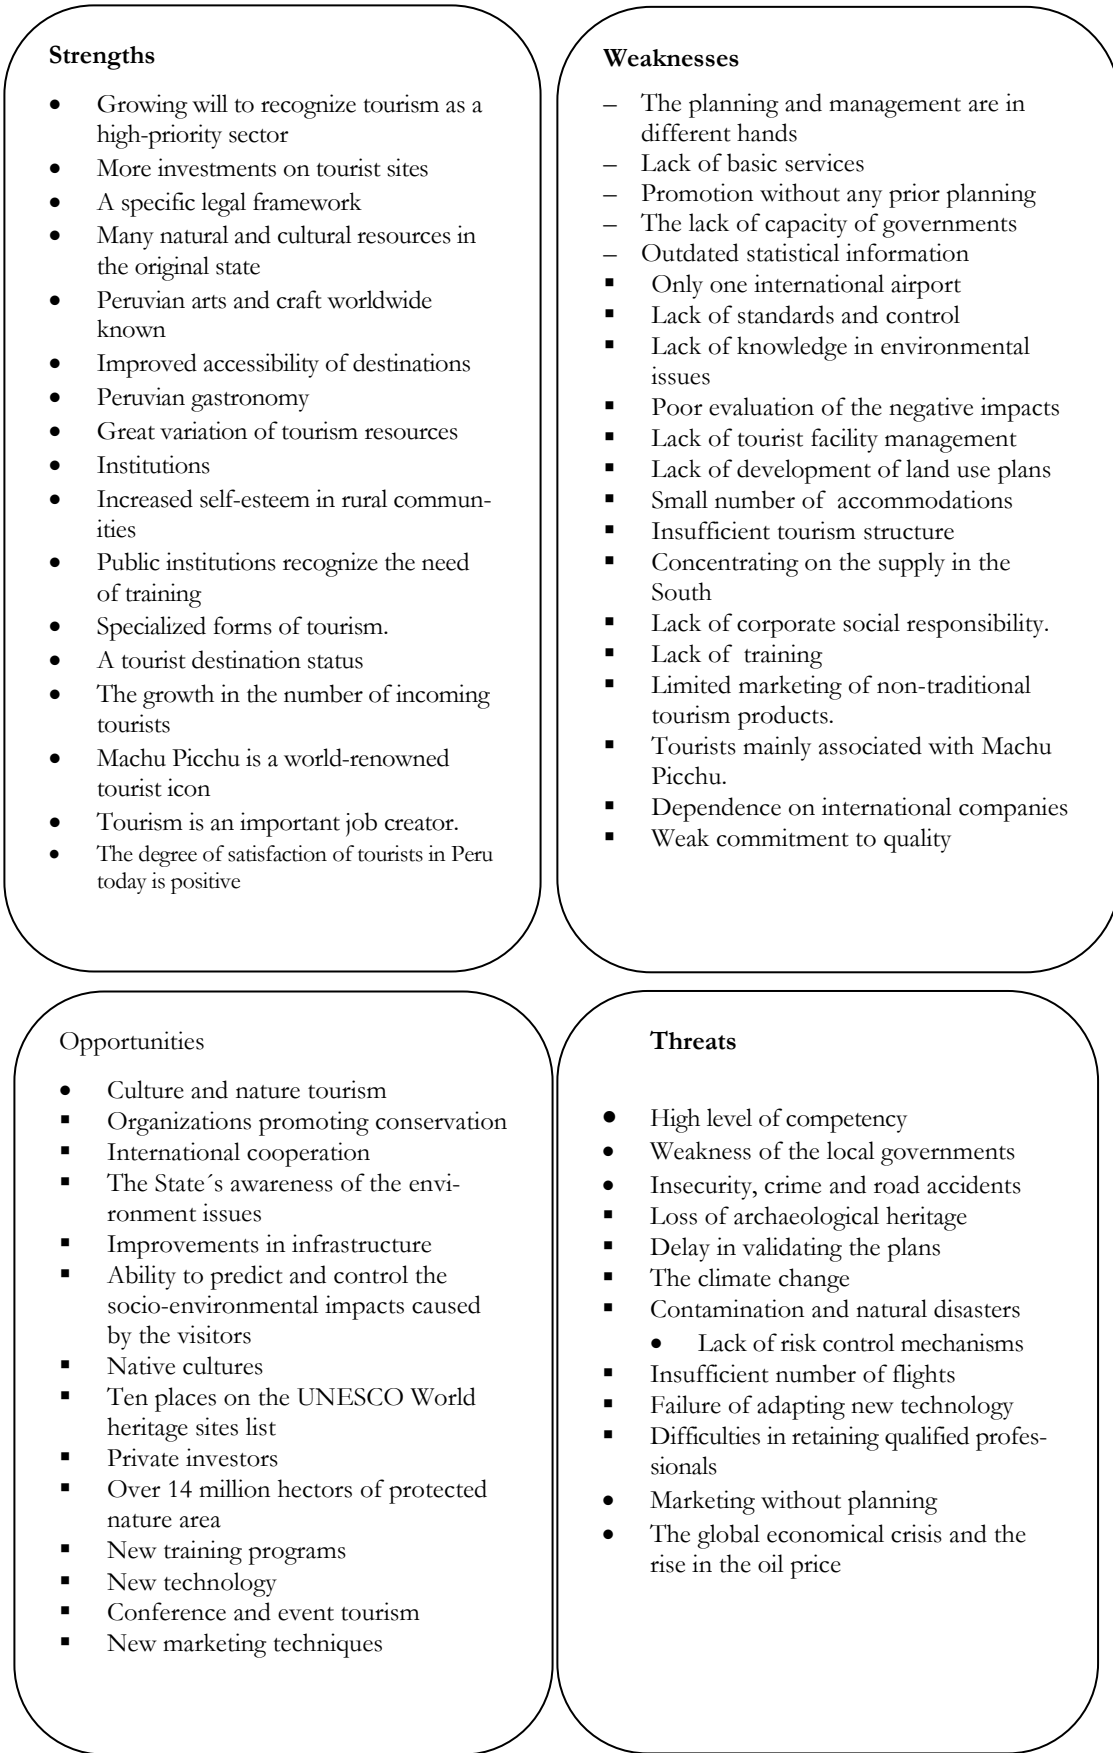 Strengths
• Growing will to recognize tourism as a
high-priority sector
• More investments on tourist sites
• A specific legal framework
• Many natural and cultural resources in
the original state
• Peruvian arts and craft worldwide
known
• Improved accessibility of destinations
• Peruvian gastronomy
• Great variation of tourism resources
• Institutions
• Increased self-esteem in rural commun-
ities
• Public institutions recognize the need
of training
• Specialized forms of tourism.
• A tourist destination status
• The growth in the number of incoming
tourists
• Machu Picchu is a world-renowned
tourist icon
• Tourism is an important job creator.
• The degree of satisfaction of tourists in Peru
today is positive
Weaknesses
– The planning and management are in
different hands
– Lack of basic services
– Promotion without any prior planning
– The lack of capacity of governments
– Outdated statistical information
▪ Only one international airport
▪ Lack of standards and control
▪ Lack of knowledge in environmental
issues
▪ Poor evaluation of the negative impacts
▪ Lack of tourist facility management
▪ Lack of development of land use plans
▪ Small number of accommodations
▪ Insufficient tourism structure
▪ Concentrating on the supply in the
South
▪ Lack of corporate social responsibility.
▪ Lack of training
▪ Limited marketing of non-traditional
tourism products.
▪ Tourists mainly associated with Machu
Picchu.
▪ Dependence on international companies
▪ Weak commitment to quality
Opportunities
• Culture and nature tourism
▪ Organizations promoting conservation
▪ International cooperation
▪ The State´s awareness of the envi-
ronment issues
▪ Improvements in infrastructure
▪ Ability to predict and control the
socio-environmental impacts caused
by the visitors
▪ Native cultures
▪ Ten places on the UNESCO World
heritage sites list
▪ Private investors
▪ Over 14 million hectors of protected
nature area
▪ New training programs
▪ New technology
▪ Conference and event tourism
▪ New marketing techniques
Threats
• High level of competency
• Weakness of the local governments
• Insecurity, crime and road accidents
▪ Loss of archaeological heritage
▪ Delay in validating the plans
▪ The climate change
▪ Contamination and natural disasters
• Lack of risk control mechanisms
▪ Insufficient number of flights
▪ Failure of adapting new technology
▪ Difficulties in retaining qualified profes-
sionals
• Marketing without planning
• The global economical crisis and the
rise in the oil price